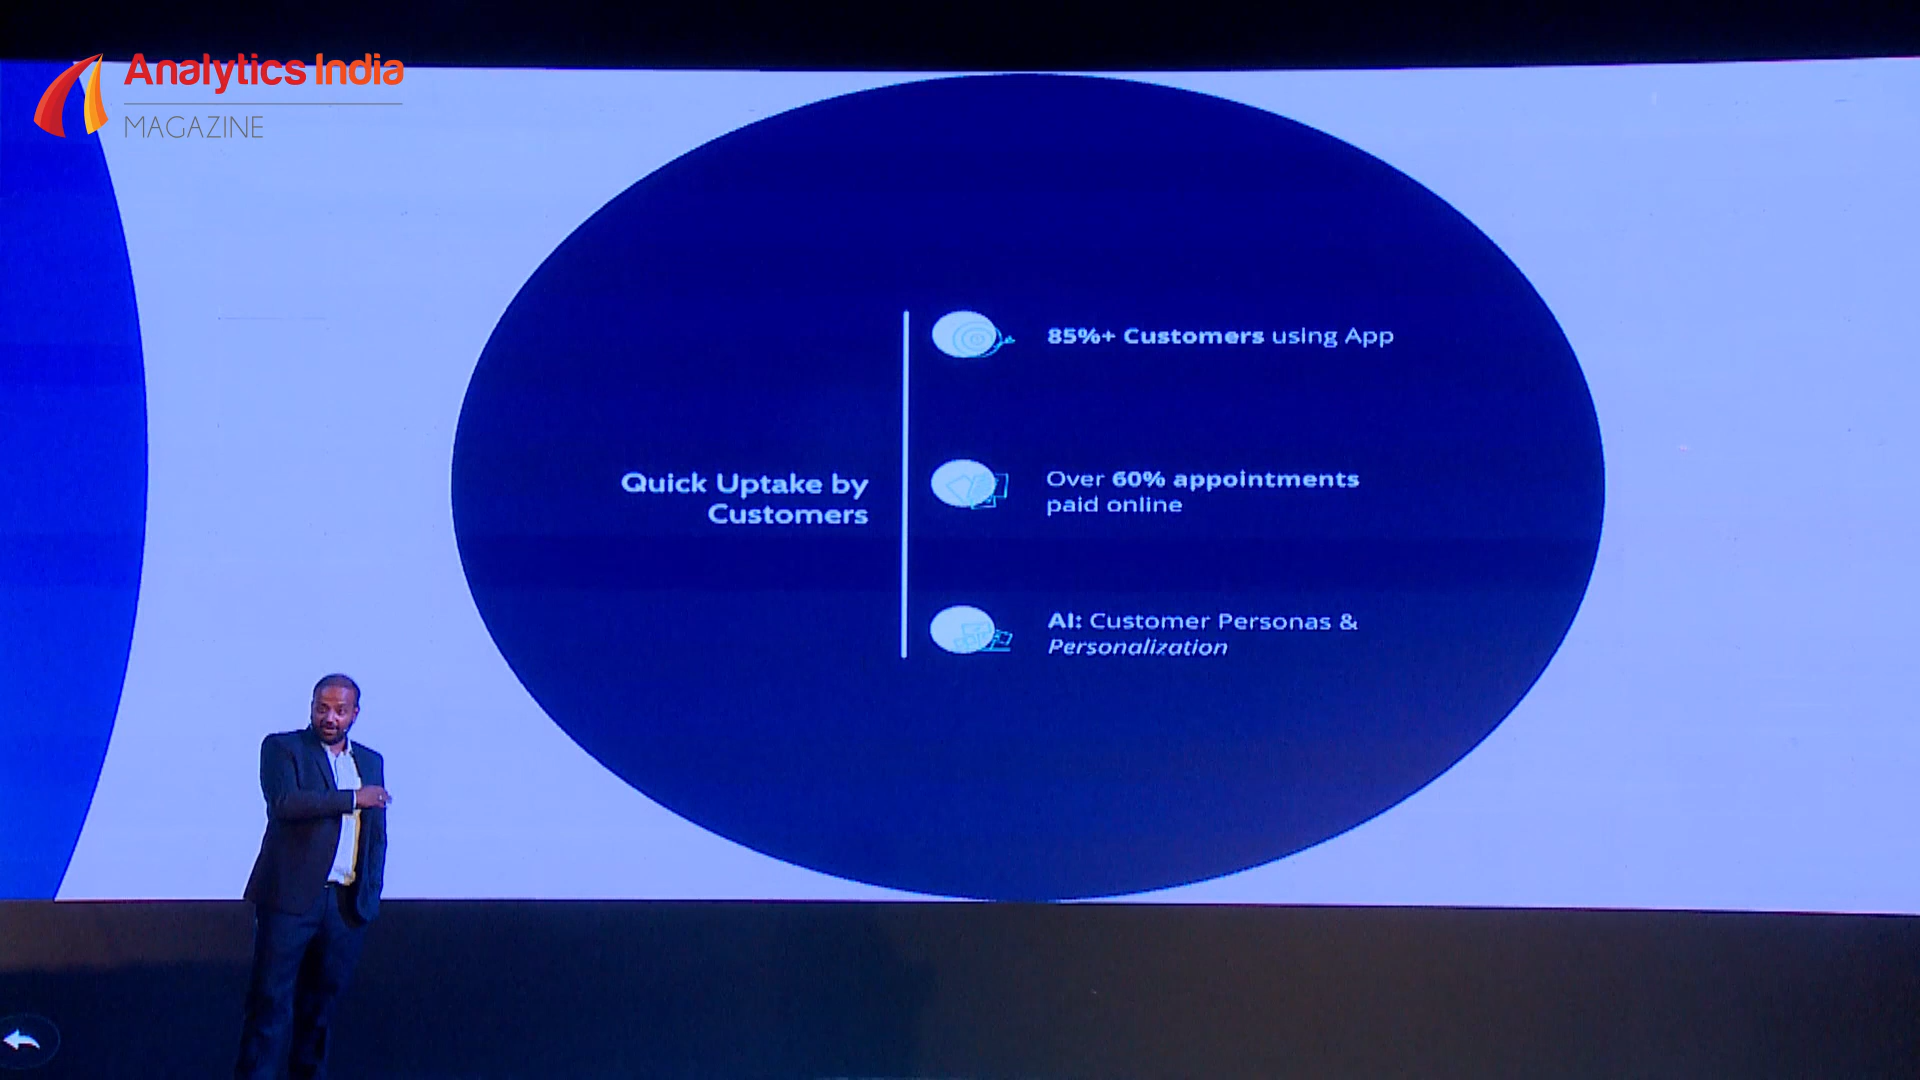 Analytics India
MAGAZINE
85%+ Customers using App
Quick Uptake by
Customers
Over 60% appointments
paid online
AI: Customer Personas &
Personalization